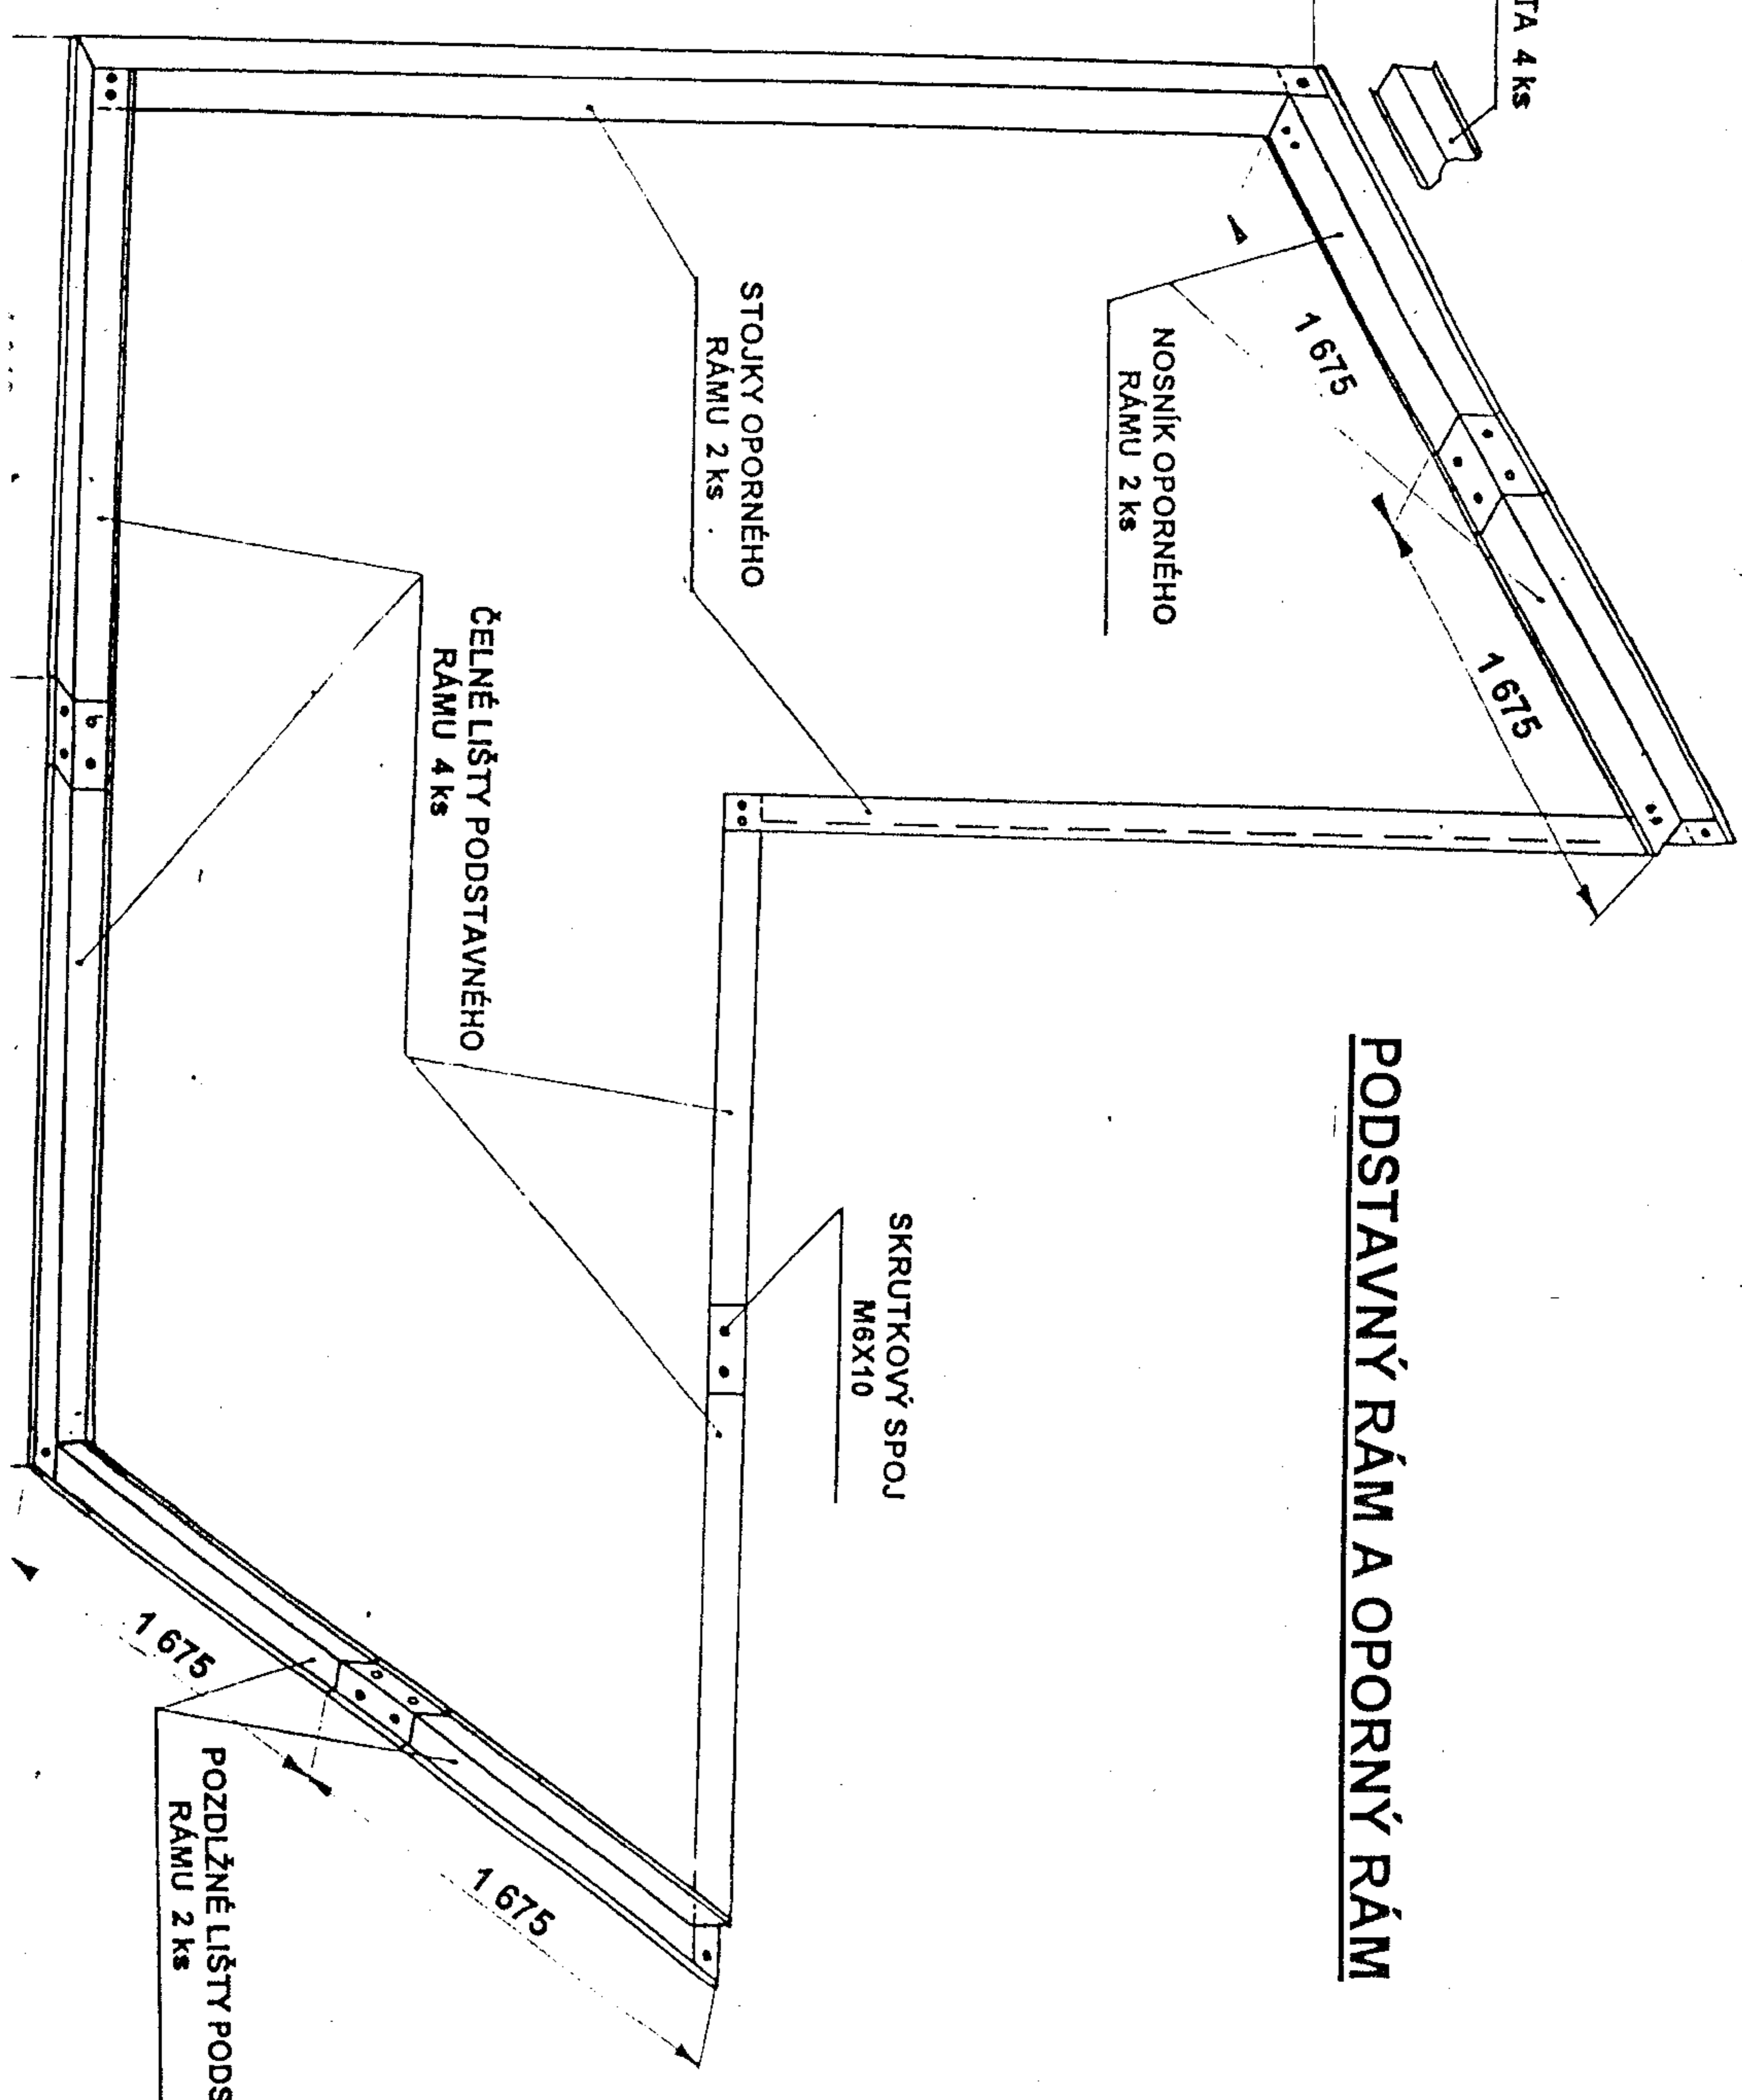 TA 4 ks
PODSTAVNÝ RÁM A OPORNÝ RÁM
1 675
1 675
NOSNÍK OPORNÉHO
RÁMU 2 ks
STOJKY OPORNÉHO
RÁMU 2 ks
SKRUTKOVÝ SPOJ
M6X10
ČELNÉ LIŠTY PODSTAVNÉHO
RÁMU 4 ks
1 675
1 675
POZDLŽNÉ LIŠTY PODS
RÁMU 2 ks